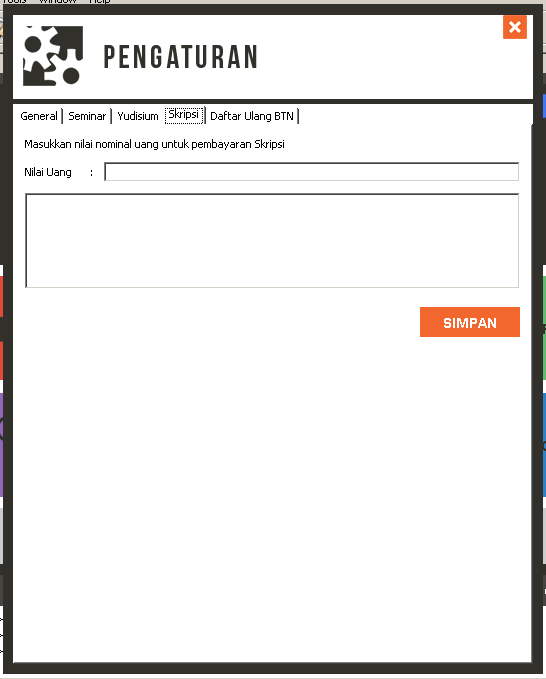 Tools Window Help
PENGATURAN
General Seminar Yudisium Skripsi Daftar Ulang BTN
Masukkan nilai nominal uang untuk pembayaran Skripsi
Nilai Uang :
SIMPAN